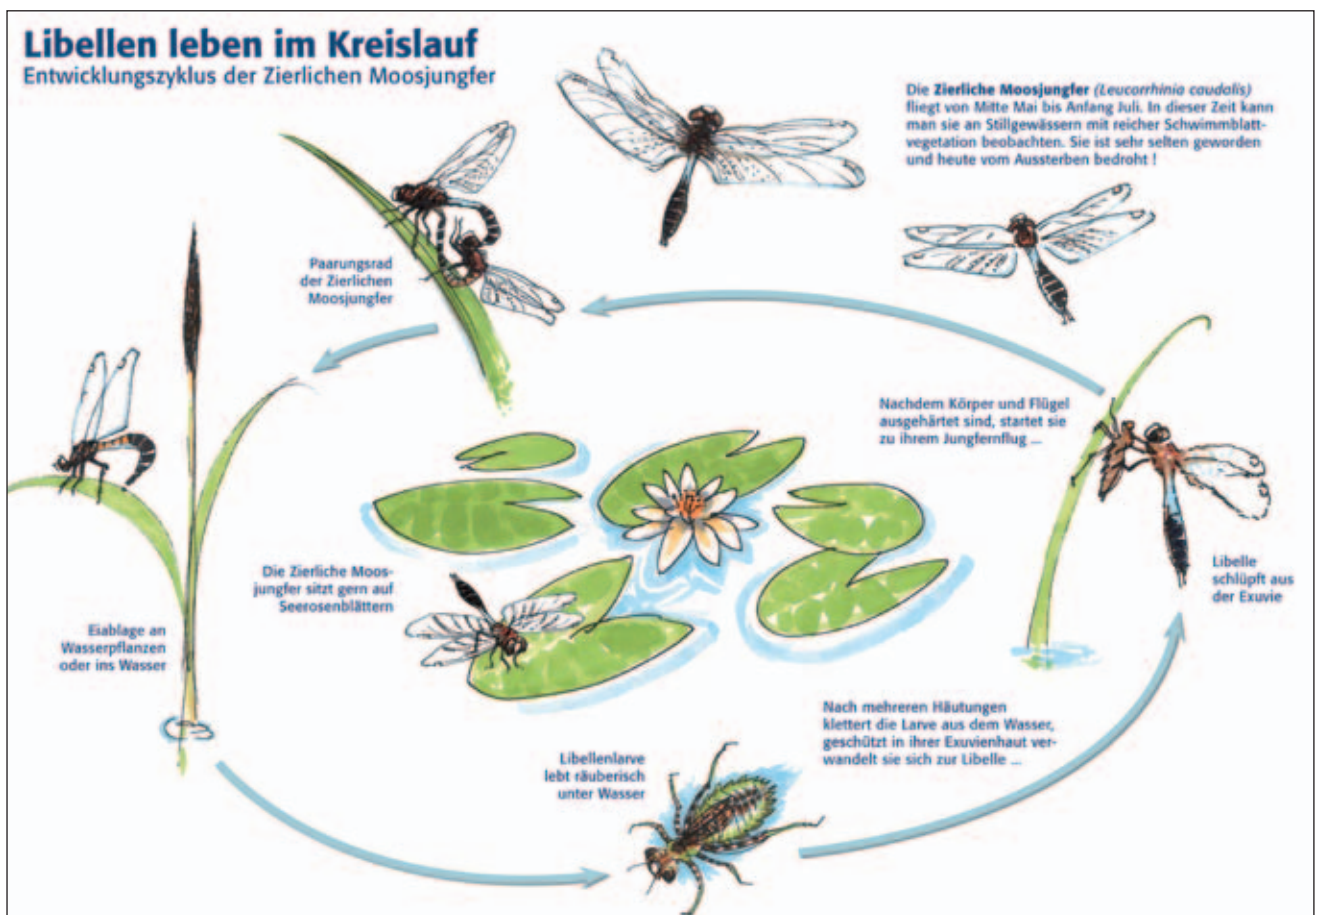 Libellen leben im Kreislauf
Entwicklungszyklus der Zierlichen Moosjungfer
Die Zierliche Moosjungfer (Leucorrhinia caudalis)
fliegt von Mitte Mai bis Anfang Juli. In dieser Zeit kann
man sie an Stillgewässern mit reicher Schwimmblatt-
vegetation beobachten. Sie ist sehr selten geworden
und heute vom Aussterben bedroht !
Paarungsrad
der Zierlichen
Moosjungfer
Nachdem Körper und Flügel
ausgehärtet sind, startet sie
zu ihrem Jungfernflug ...
Die Zierliche Moos-
jungfer sitzt gern auf
Seerosenblättern
Libelle
schlüpft aus
der Exuvie
Eiablage an
Wasserpflanzen
oder ins Wasser
Nach mehreren Häutungen
klettert die Larve aus dem Wasser,
geschützt in ihrer Exuvienhaut ver-
wandelt sie sich zur Libelle ...
Libellenlarve
lebt räuberisch
unter Wasser